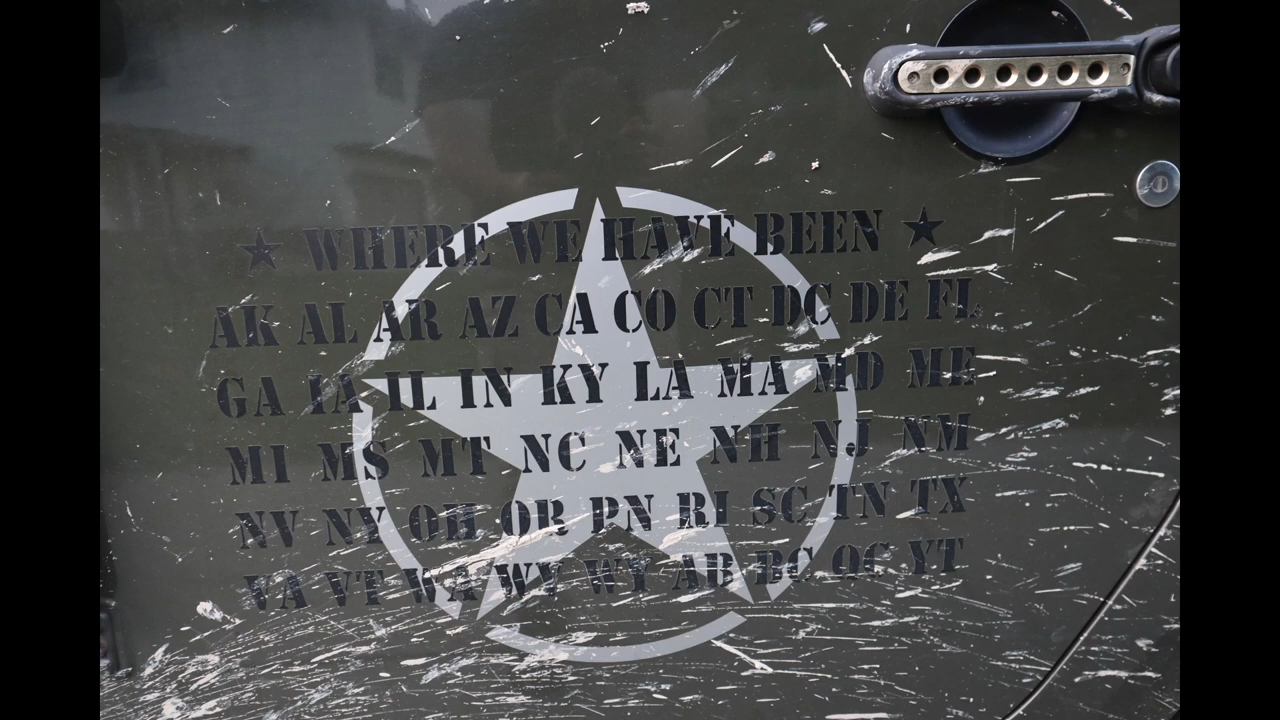 ★ WHERE WE HAVE BEEN ★
AK AL AR AZ CA CO CT DC DE FL
GA IA IL IN KY LA MA MD ME
MI MS MT NC NE NH NJ NM
NV NY OH OR PN RI SC TN TX
VA VT WA WV WY AB BC QC YT